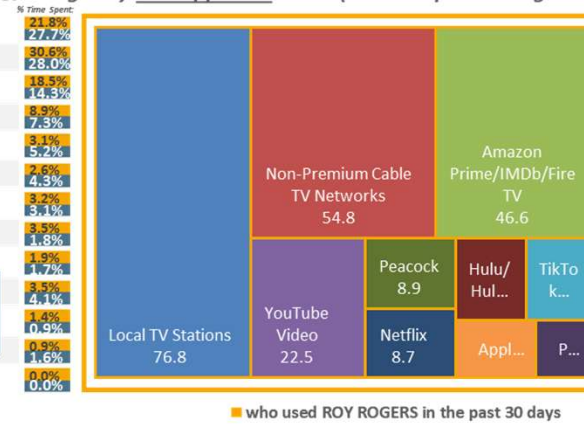 % Time Spent:
21.8%
27.7%
30.6%
28.0%
18.5%
14.3%
8.9%
7.3%
3.1%
5.2%
2.6%
4.3%
3.2%
3.1%
3.5%
1.8%
1.9%
1.7%
3.5%
4.1%
1.4%
0.9%
0.9%
1.6%
0.0%
0.0%
Local TV Stations
76.8
Non-Premium Cable
TV Networks
54.8
Amazon
Prime/IMDb/Fire
TV
46.6
YouTube
Video
22.5
Peacock
8.9
Netflix
8.7
Hulu/
Hul...
TikTo
k...
Appl...
P...
who used ROY ROGERS in the past 30 days